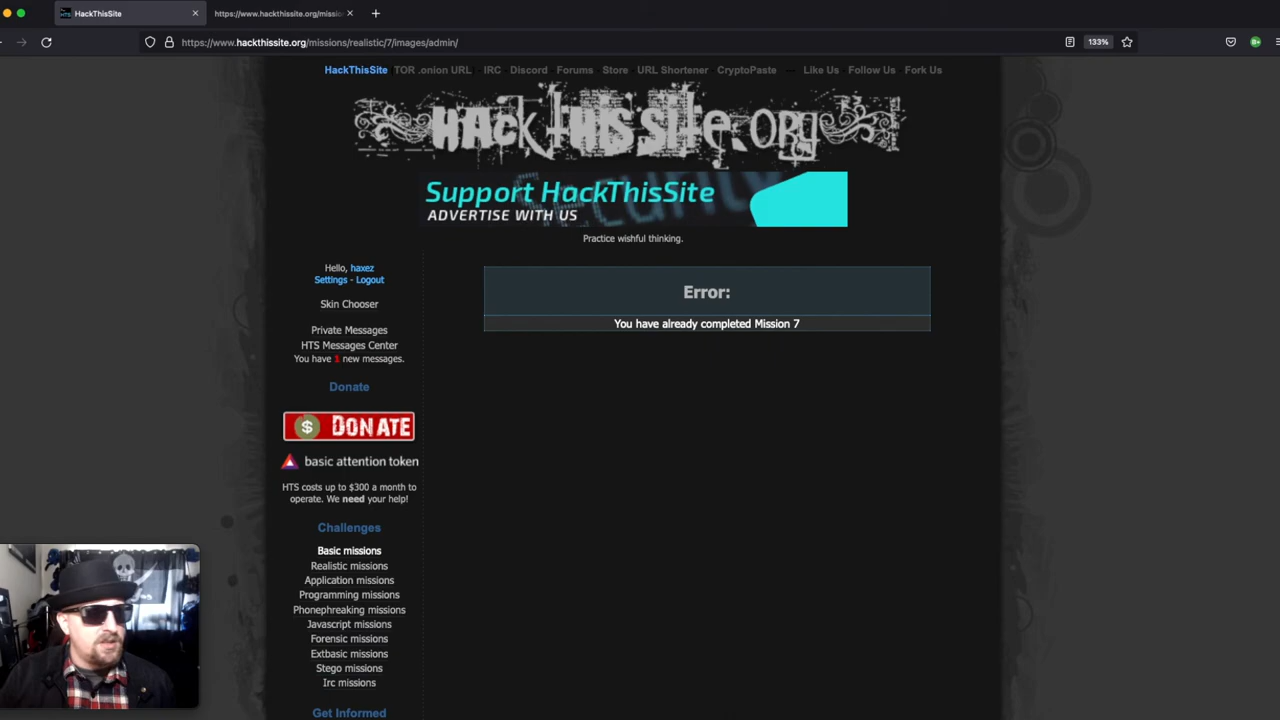 HackThisSite
https://www.hackthissite.org/missio
https://www.hackthissite.org/missions/realistic/7/images/admin/
133%
HackThisSite TOR .onion URL - IRC Discord Forums Store URL Shortener CryptoPaste — Like Us Follow Us Fork Us
HACK THIS SITE.ORG
Support HackThisSite
ADVERTISE WITH US
Practice wishful thinking.
Hello, haxez
Settings - Logout
Skin Chooser
Private Messages
HTS Messages Center
You have 1 new messages.
Donate
$ DONATE
basic attention token
HTS costs up to $300 a month to
operate. We need your help!
Challenges
Basic missions
Realistic missions
Application missions
Programming missions
Phonephreaking missions
Javascript missions
Forensic missions
Extbasic missions
Stego missions
Irc missions
Get Informed
Error:
You have already completed Mission 7